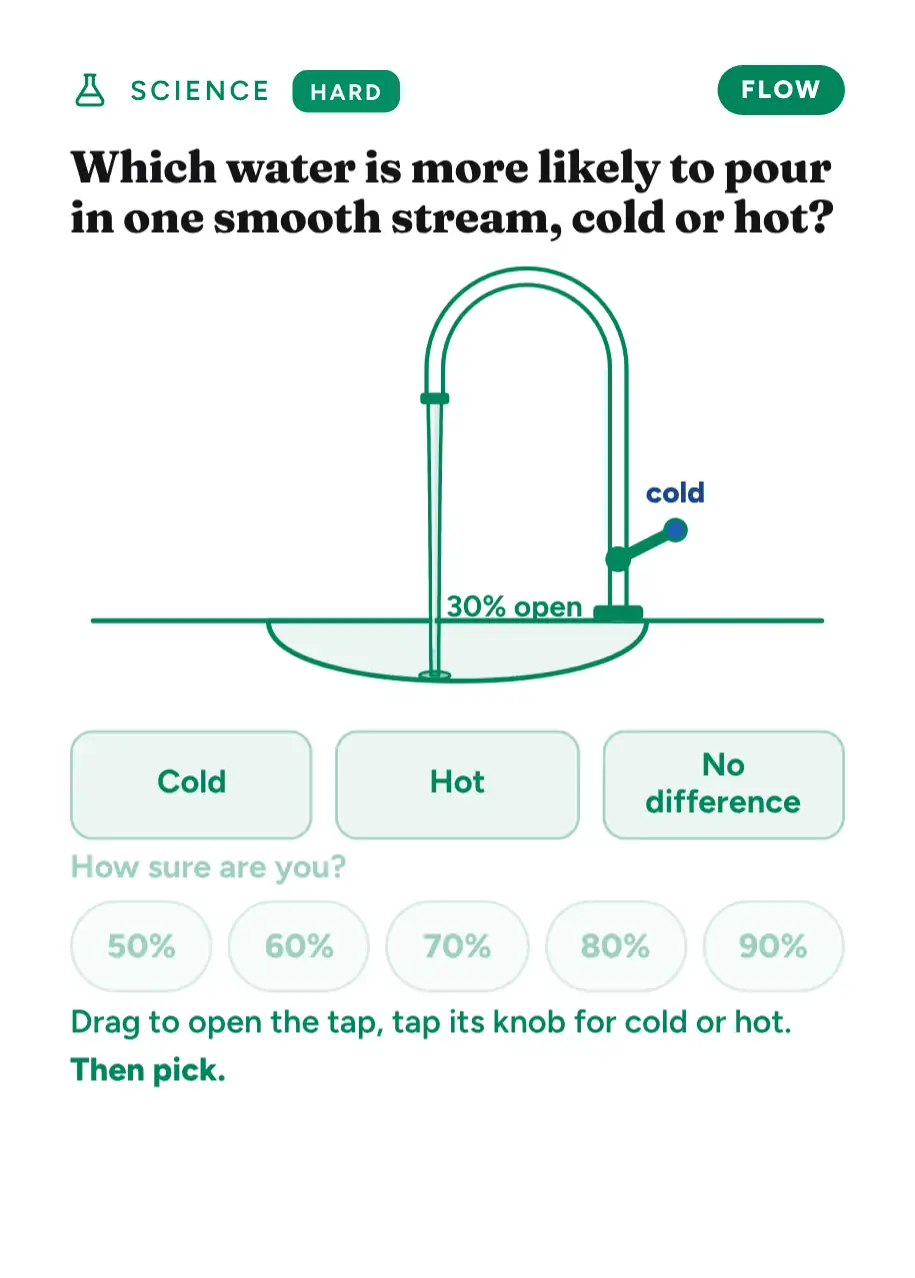 SCIENCE HARD FLOW
Which water is more likely to pour
in one smooth stream, cold or hot?
cold
30% open
Cold Hot No difference
How sure are you?
50% 60% 70% 80% 90%
Drag to open the tap, tap its knob for cold or hot.
Then pick.